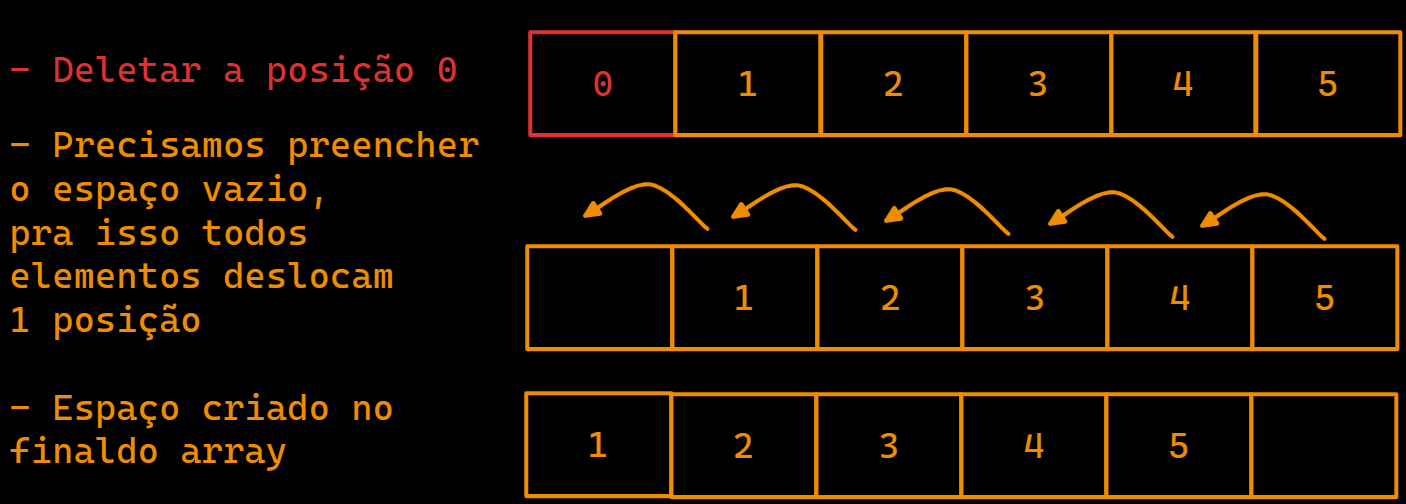 - Deletar a posição 0
0 1 2 3 4 5
- Precisamos preencher
o espaço vazio,
pra isso todos
elementos deslocam
1 posição
1 2 3 4 5
- Espaço criado no
finaldo array
1 2 3 4 5